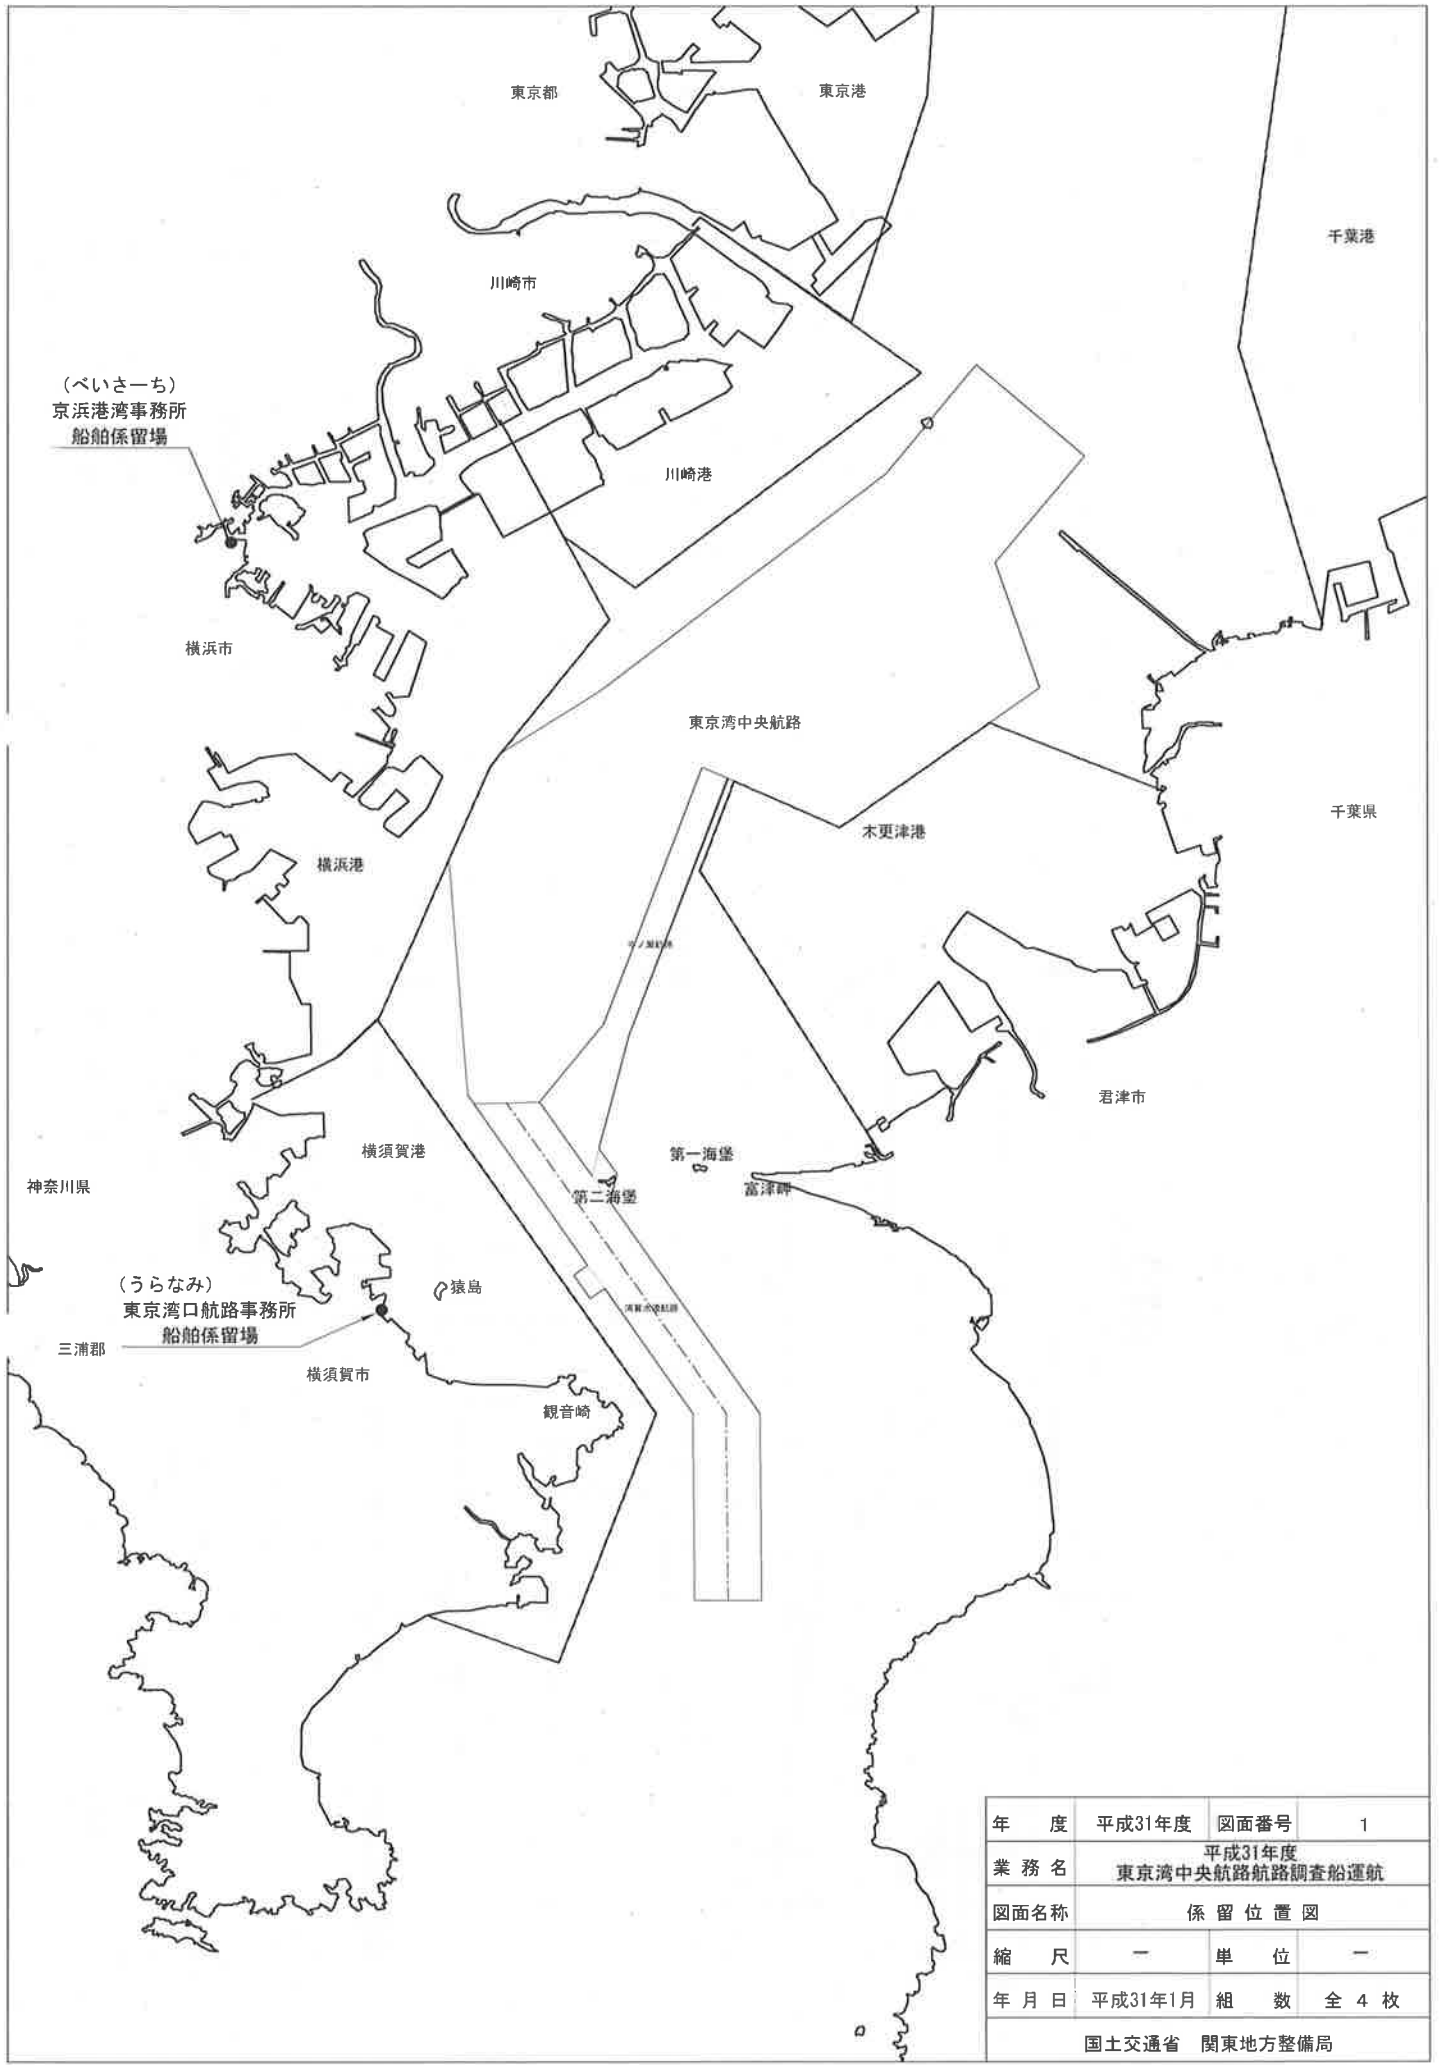 東京都
東京港
千葉港
川崎市
(べいさーち)
京浜港湾事務所
船舶係留場
川崎港
横浜市
東京湾中央航路
千葉県
木更津港
横浜港
君津市
横須賀港
第一海堡
神奈川県
第二海堡
富津岬
(うらなみ)
東京湾口航路事務所
船舶係留場
猿島
浦賀水道航路
三浦郡
横須賀市
観音崎
年 度 平成31年度 図面番号 1
業務名 平成31年度
東京湾中央航路航路調査船運航
図面名称 係留位置図
縮 尺 － 単 位 －
年月日 平成31年1月 組 数 全 4 枚
国土交通省 関東地方整備局